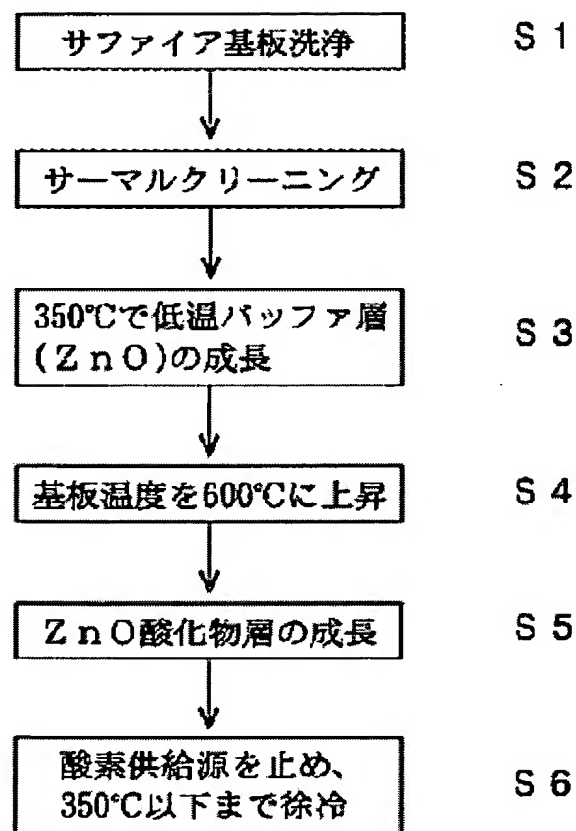 サファイア基板洗浄 S 1
サーマルクリーニング S 2
350℃で低温バッファ層
(ZnO)の成長 S 3
基板温度を600℃に上昇 S 4
ZnO酸化物層の成長 S 5
酸素供給源を止め、
350℃以下まで徐冷 S 6